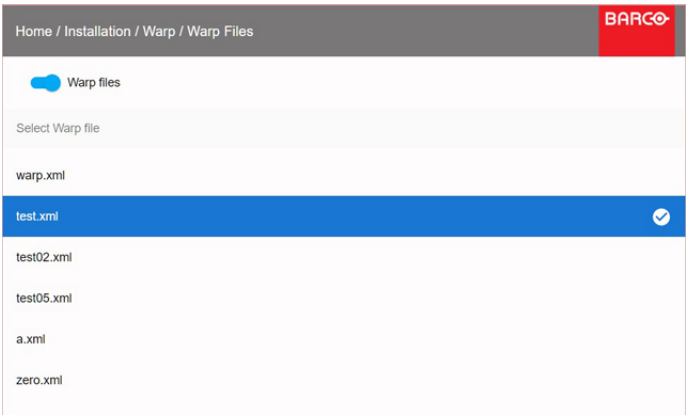 Home / Installation / Warp / Warp Files
BARCO
Warp files
Select Warp file
warp.xml
test.xml
test02.xml
test05.xml
a.xml
zero.xml